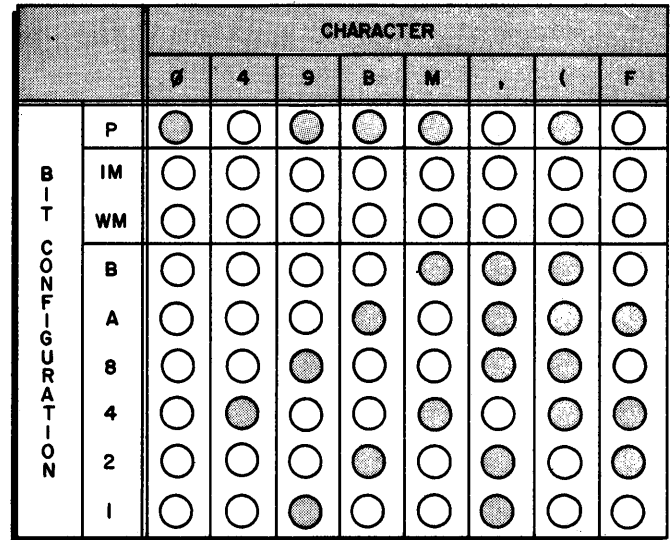 CHARACTER
Ø 4 9 B M , ( F
BIT CONFIGURATION
P
IM
WM
B
A
8
4
2
1